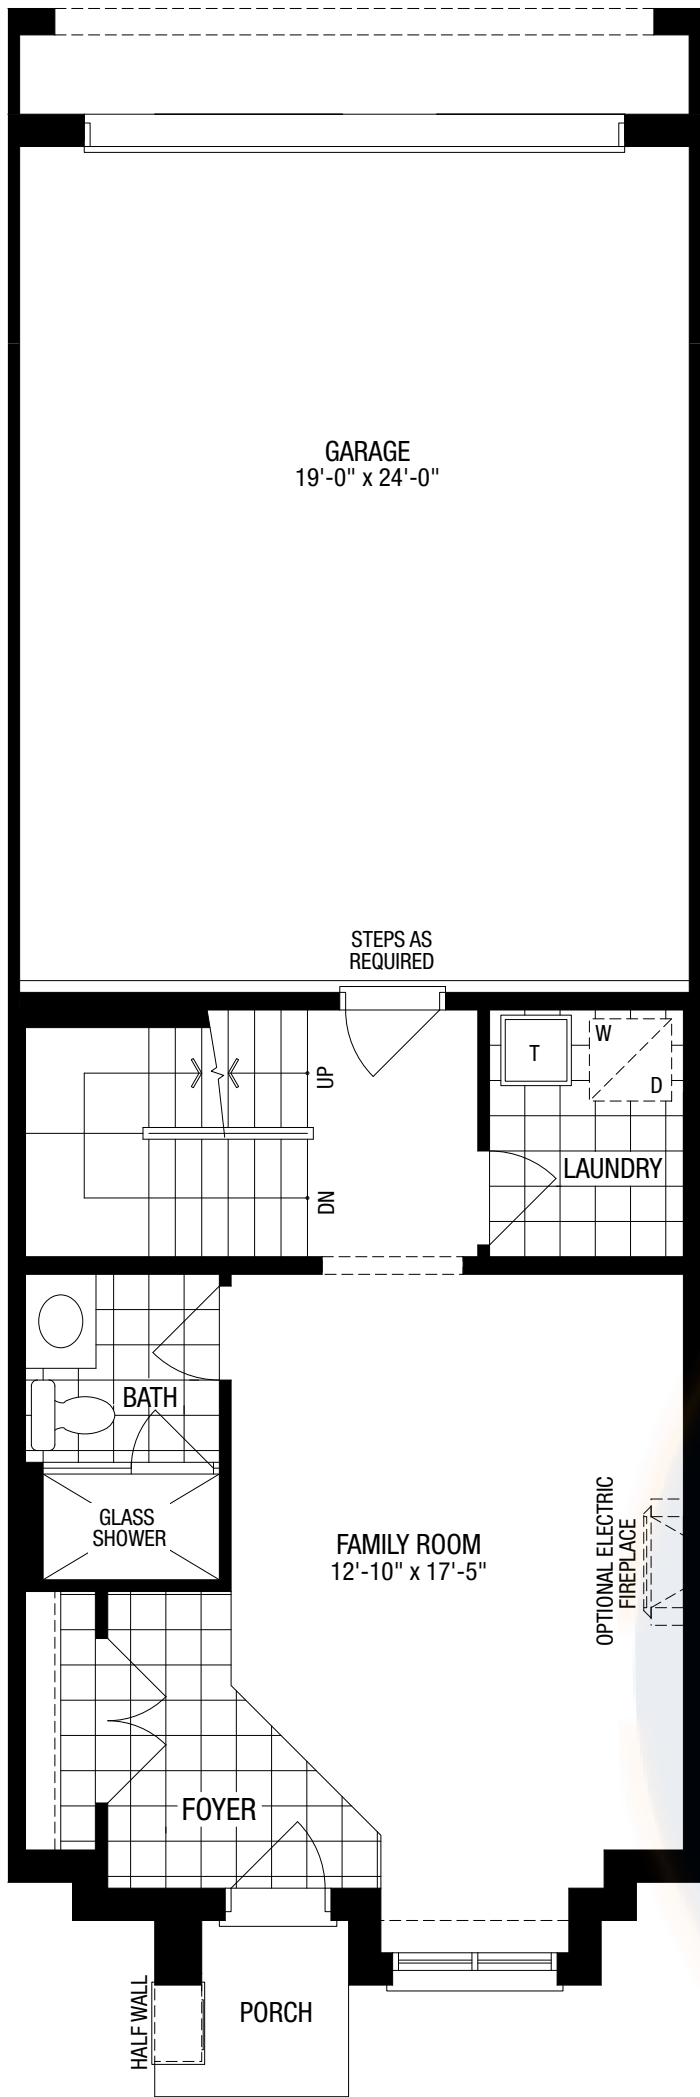 GARAGE
19'-0" x 24'-0"
STEPS AS
REQUIRED
UP
DN
T
W
D
LAUNDRY
BATH
GLASS
SHOWER
FAMILY ROOM
12'-10" x 17'-5"
OPTIONAL ELECTRIC
FIREPLACE
FOYER
PORCH
HALF WALL